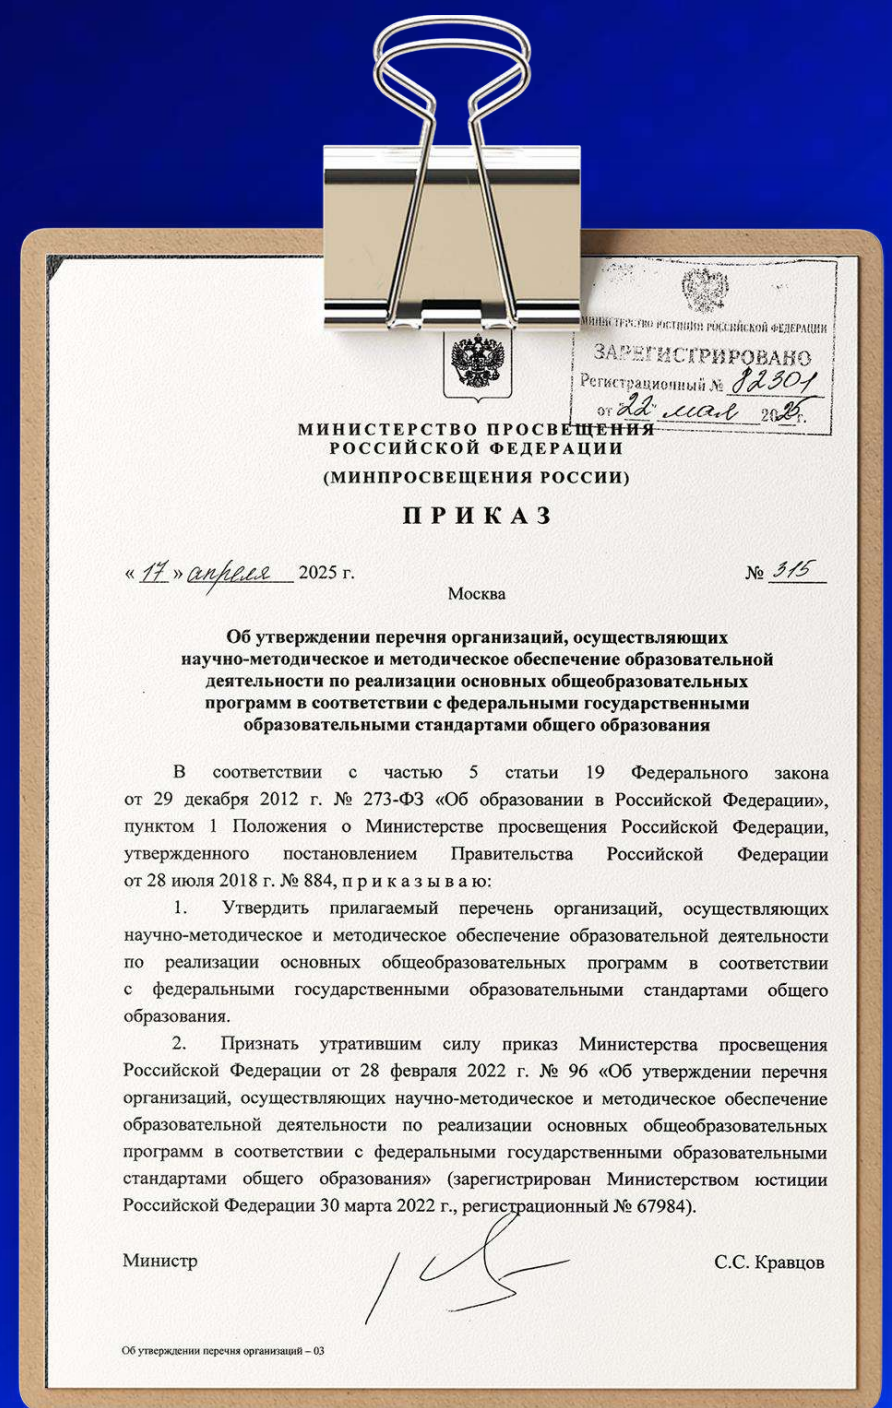 МИНИСТЕРСТВО ЮСТИЦИИ РОССИЙСКОЙ ФЕДЕРАЦИИ
ЗАРЕГИСТРИРОВАНО
Регистрационный № 82301
от "22" мая 2025г.
МИНИСТЕРСТВО ПРОСВЕЩЕНИЯ
РОССИЙСКОЙ ФЕДЕРАЦИИ
(МИНПРОСВЕЩЕНИЯ РОССИИ)
ПРИКАЗ
« 17 » апреля 2025 г.
№ 315
Москва
Об утверждении перечня организаций, осуществляющих
научно-методическое и методическое обеспечение образовательной
деятельности по реализации основных общеобразовательных
программ в соответствии с федеральными государственными
образовательными стандартами общего образования
В соответствии с частью 5 статьи 19 Федерального закона
от 29 декабря 2012 г. № 273-ФЗ «Об образовании в Российской Федерации»,
пунктом 1 Положения о Министерстве просвещения Российской Федерации,
утвержденного постановлением Правительства Российской Федерации
от 28 июля 2018 г. № 884, п р и к а з ы в а ю:
1. Утвердить прилагаемый перечень организаций, осуществляющих
научно-методическое и методическое обеспечение образовательной деятельности
по реализации основных общеобразовательных программ в соответствии
с федеральными государственными образовательными стандартами общего
образования.
2. Признать утратившим силу приказ Министерства просвещения
Российской Федерации от 28 февраля 2022 г. № 96 «Об утверждении перечня
организаций, осуществляющих научно-методическое и методическое обеспечение
образовательной деятельности по реализации основных общеобразовательных
программ в соответствии с федеральными государственными образовательными
стандартами общего образования» (зарегистрирован Министерством юстиции
Российской Федерации 30 марта 2022 г., регистрационный № 67984).
Министр
С.С. Кравцов
Об утверждении перечня организаций – 03